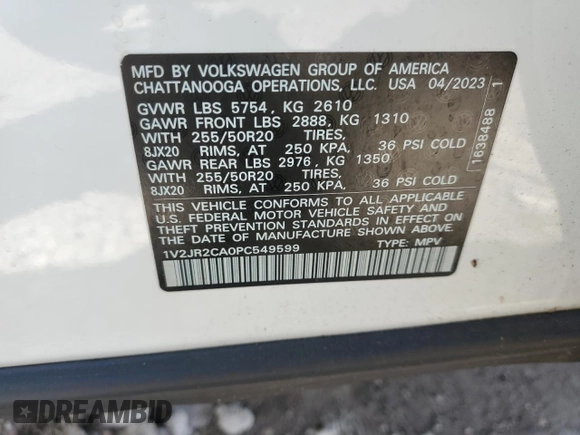 MFD BY VOLKSWAGEN GROUP OF AMERICA
CHATTANOOGA OPERATIONS, LLC. USA 04/2023
GVWR LBS 5754, KG 2610
GAWR FRONT LBS 2888, KG 1310
WITH 255/50R20 TIRES,
8JX20 RIMS, AT 250 KPA, 36 PSI COLD
GAWR REAR LBS 2976, KG 1350
WITH 255/50R20 TIRES,
8JX20 RIMS, AT 250 KPA, 36 PSI COLD
THIS VEHICLE CONFORMS TO ALL APPLICABLE
U.S. FEDERAL MOTOR VEHICLE SAFETY AND
THEFT PREVENTION STANDARDS IN EFFECT ON
THE DATE OF MANUFACTURE SHOWN ABOVE.
1V2JR2CA0PC549599 TYPE: MPV
1638488 1
DREAMBID